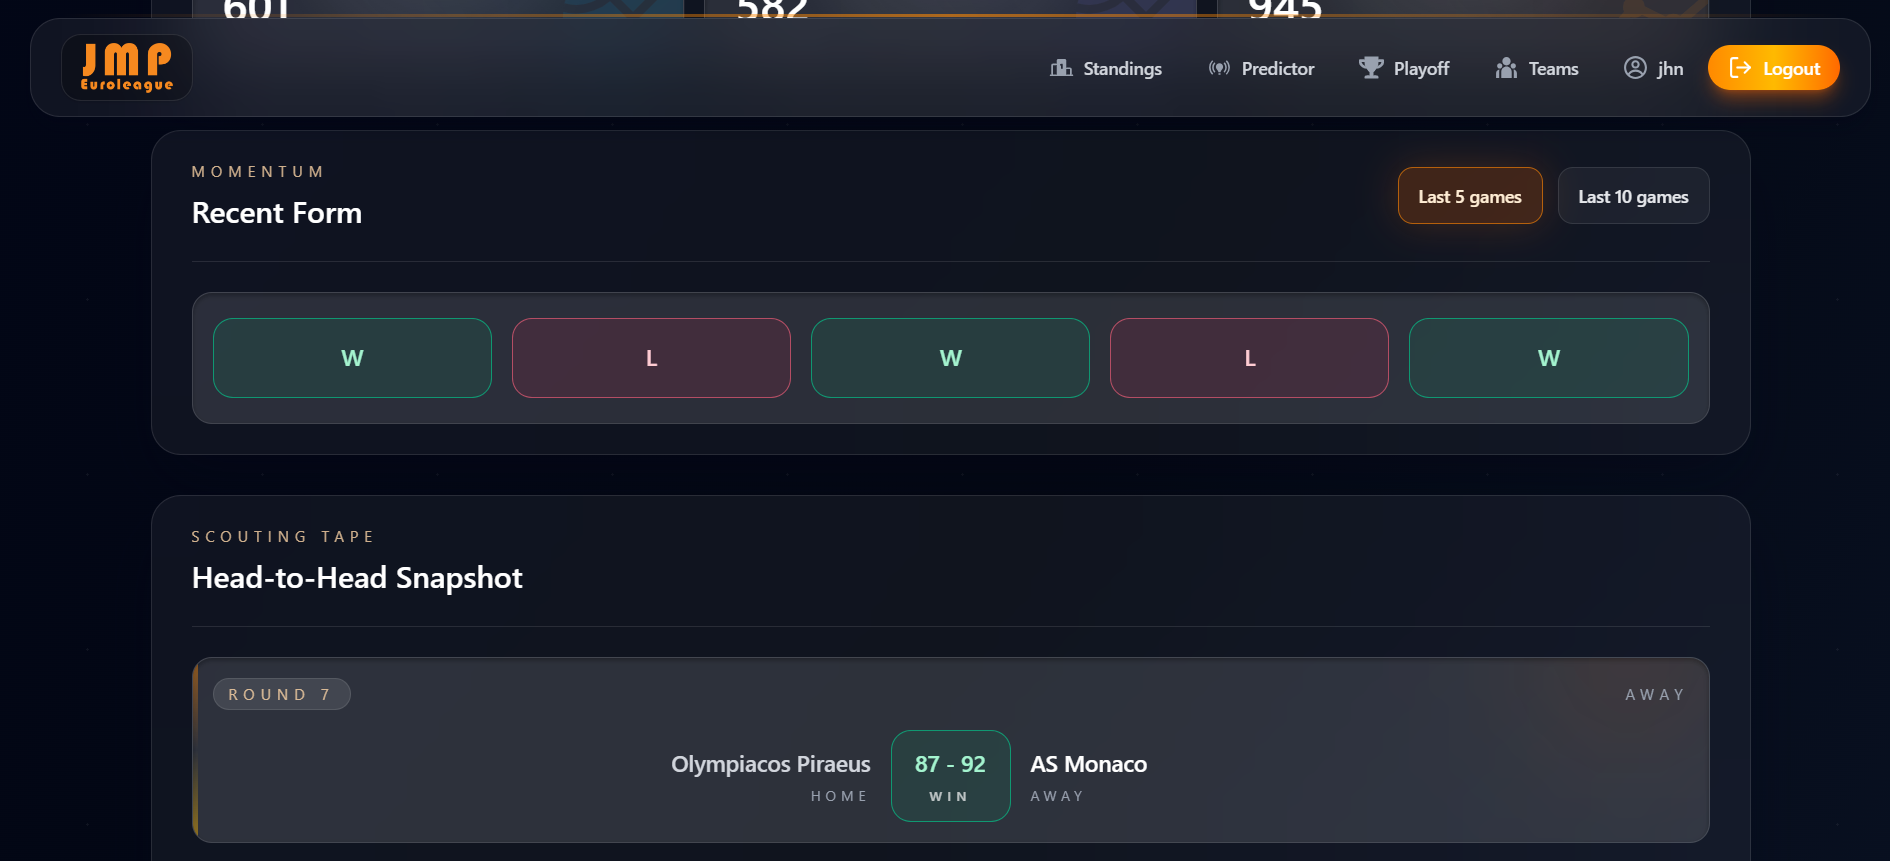 601 582 945
JMP
Euroleague
Standings Predictor Playoff Teams jhn Logout
MOMENTUM
Recent Form
Last 5 games Last 10 games
W L W L W
SCOUTING TAPE
Head-to-Head Snapshot
ROUND 7 AWAY
Olympiacos Piraeus 87 - 92 AS Monaco
HOME WIN AWAY